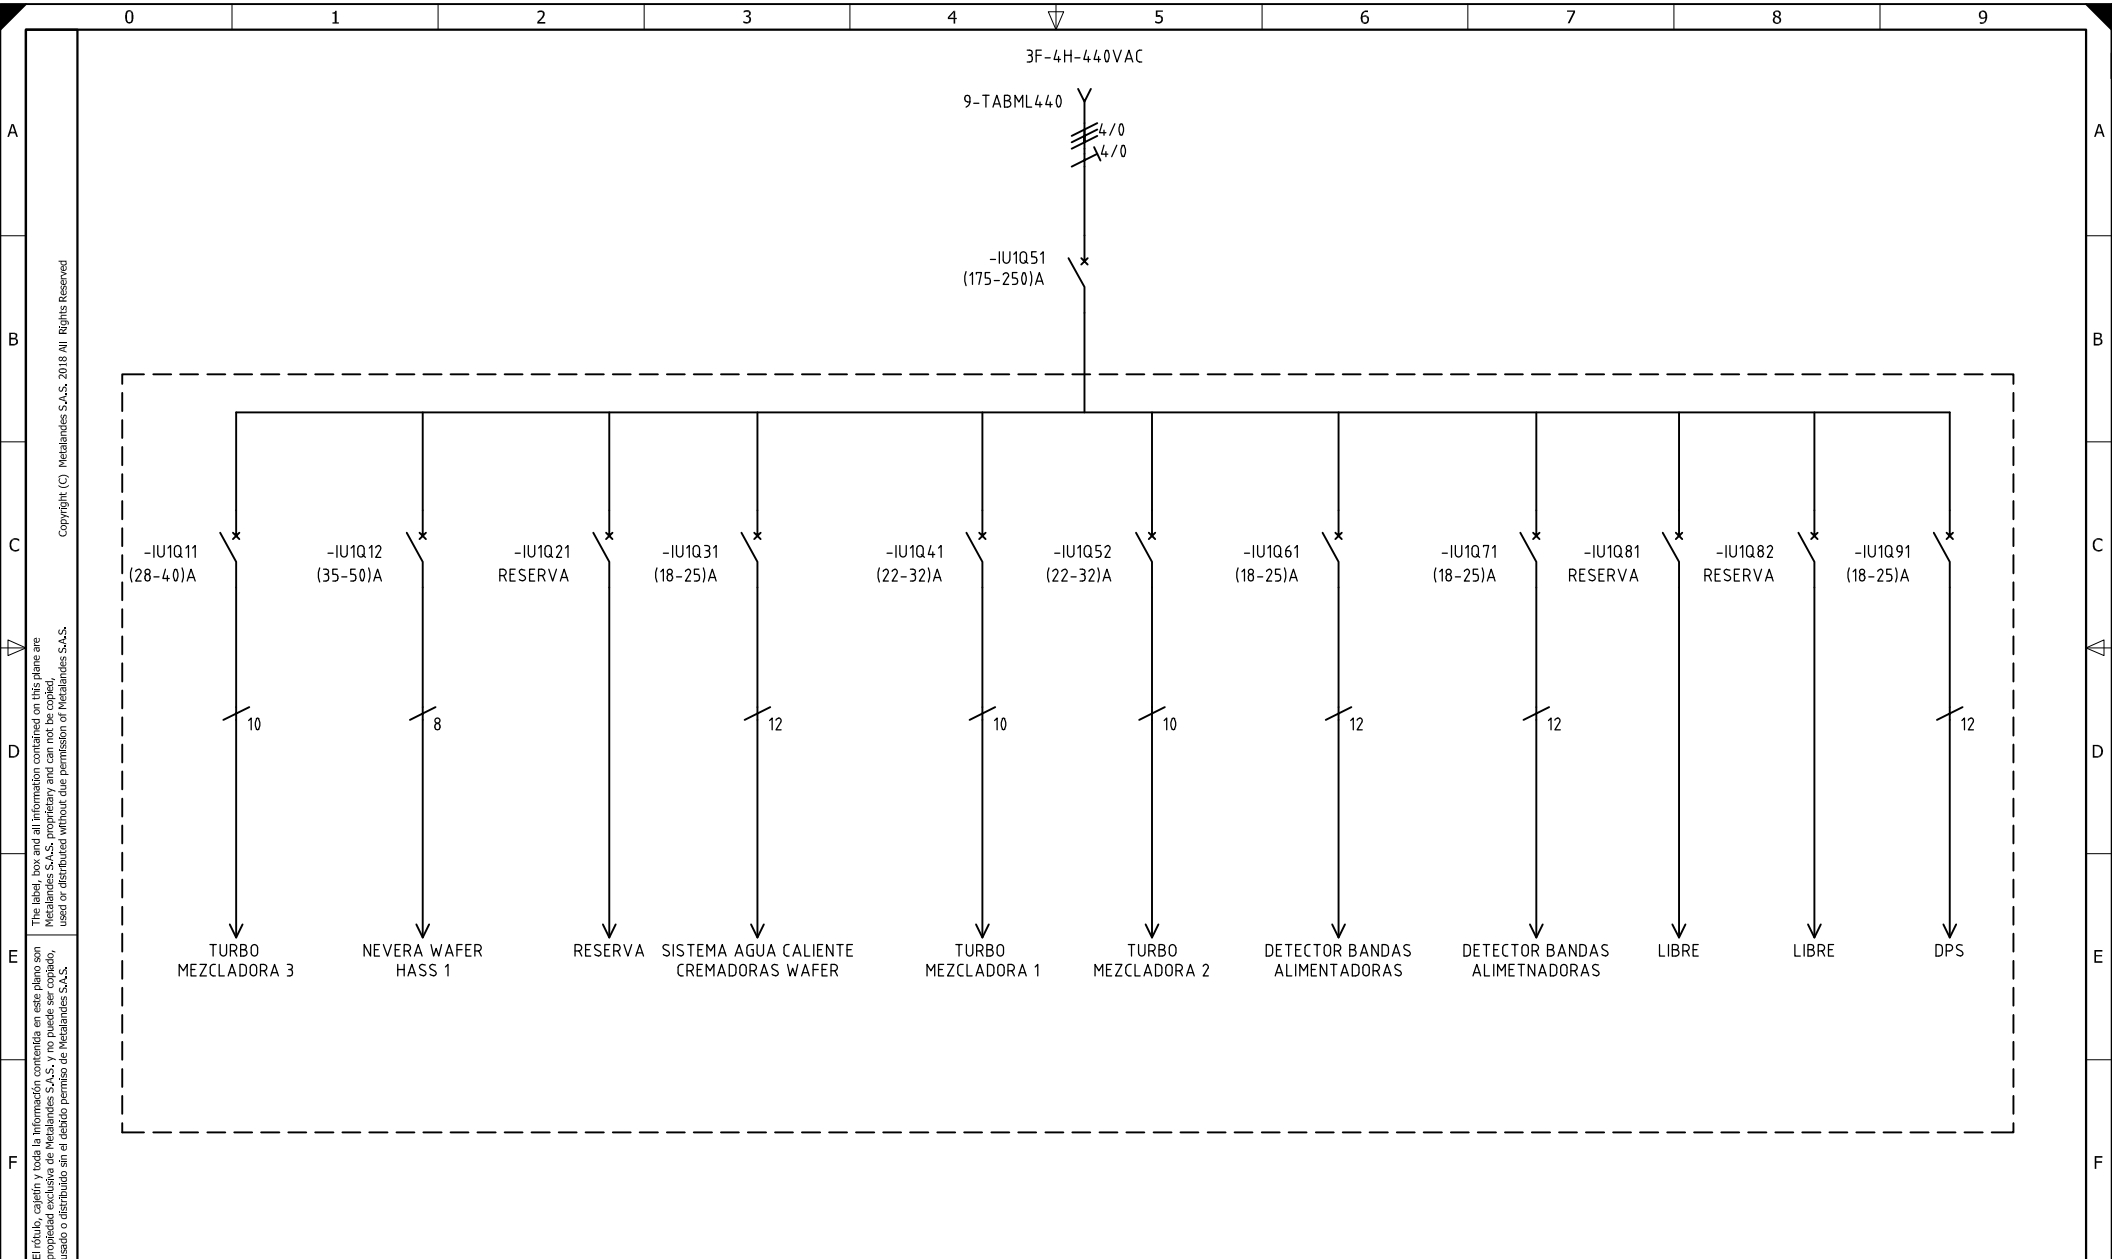 0 1 2 3 4 5 6 7 8 9
3F-4H-440VAC
9-TABML440
4/0
4/0
A A
-IU1Q51
(175-250)A
B B
Copyright (C) Metalandes S.A.S. 2018 All Rights Reserved
C C
-IU1Q11 -IU1Q12 -IU1Q21 -IU1Q31 -IU1Q41 -IU1Q52 -IU1Q61 -IU1Q71 -IU1Q81 -IU1Q82 -IU1Q91
(28-40)A (35-50)A RESERVA (18-25)A (22-32)A (22-32)A (18-25)A (18-25)A RESERVA RESERVA (18-25)A
10 8 12 10 10 12 12 12
D D
The label, box and all information contained on this plane are
Metalandes S.A.S. proprietary and can not be copied,
used or distributed without due permission of Metalandes S.A.S.
E E
TURBO NEVERA WAFER RESERVA SISTEMA AGUA CALIENTE TURBO TURBO DETECTOR BANDAS DETECTOR BANDAS LIBRE LIBRE DPS
MEZCLADORA 3 HASS 1 CREMADORAS WAFER MEZCLADORA 1 MEZCLADORA 2 ALIMENTADORAS ALIMETNADORAS
F F
El rótulo, cajetín y toda la información contenida en este plano son
propiedad exclusiva de Metalandes S.A.S. y no puede ser copiado,
usado o distribuido sin el debido permiso de Metalandes S.A.S.